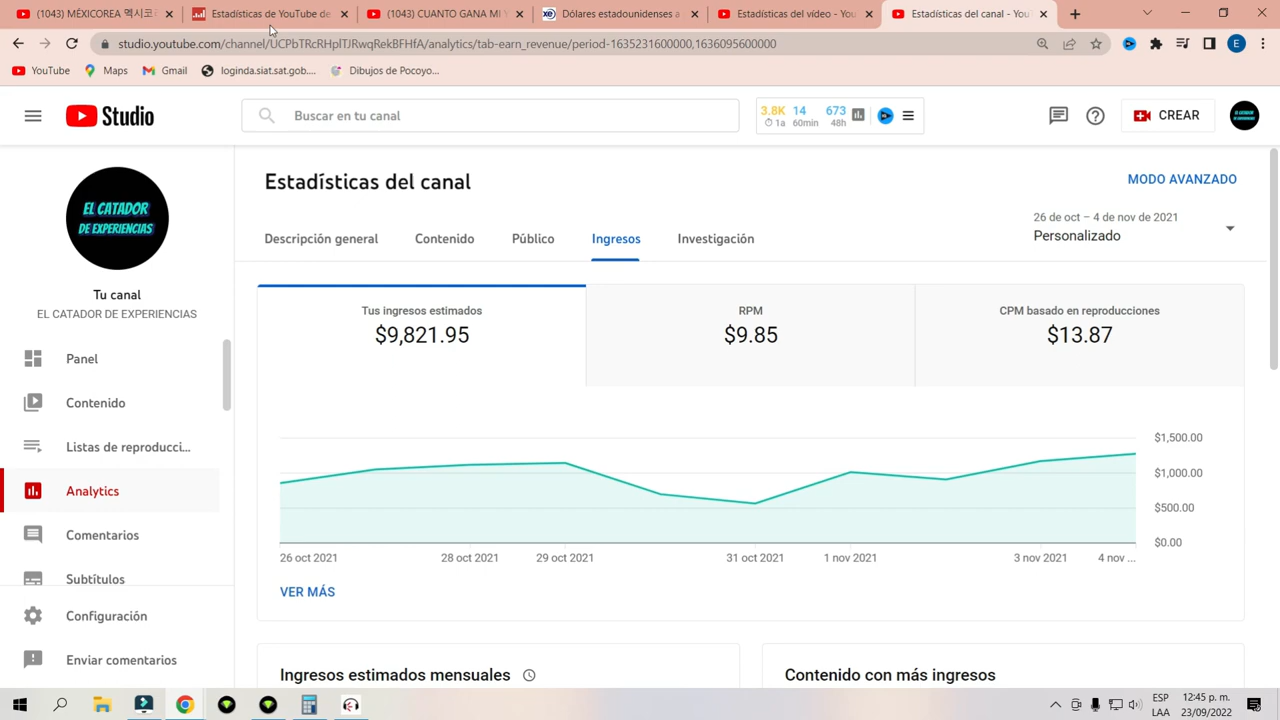 (1043) MÉXICOREA 멕시코
Estadísticas de YouTube de
(1043) CUANTO GANA MI
Dólares estadounidenses a
Estadísticas del vídeo - You
Estadísticas del canal - You
studio.youtube.com/channel/UCPbTRcRHpITJRwqRekBFHfA/analytics/tab-earn_revenue/period-1635231600000,1636095600000
E
YouTube
Maps
Gmail
loginda.siat.sat.gob....
Dibujos de Pocoyo...
Studio
Buscar en tu canal
3.8K 14 673
1a 60min 48h
CREAR
EL CATADOR
DE EXPERIENCIAS
Tu canal
EL CATADOR DE EXPERIENCIAS
Panel
Contenido
Listas de reproducci...
Analytics
Comentarios
Subtítulos
Configuración
Enviar comentarios
Estadísticas del canal
MODO AVANZADO
Descripción general
Contenido
Público
Ingresos
Investigación
26 de oct – 4 de nov de 2021
Personalizado
Tus ingresos estimados
$9,821.95
RPM
$9.85
CPM basado en reproducciones
$13.87
$1,500.00
$1,000.00
$500.00
$0.00
26 oct 2021
28 oct 2021
29 oct 2021
31 oct 2021
1 nov 2021
3 nov 2021
4 nov ...
VER MÁS
Ingresos estimados mensuales
Contenido con más ingresos
ESP
LAA
12:45 p. m.
23/09/2022